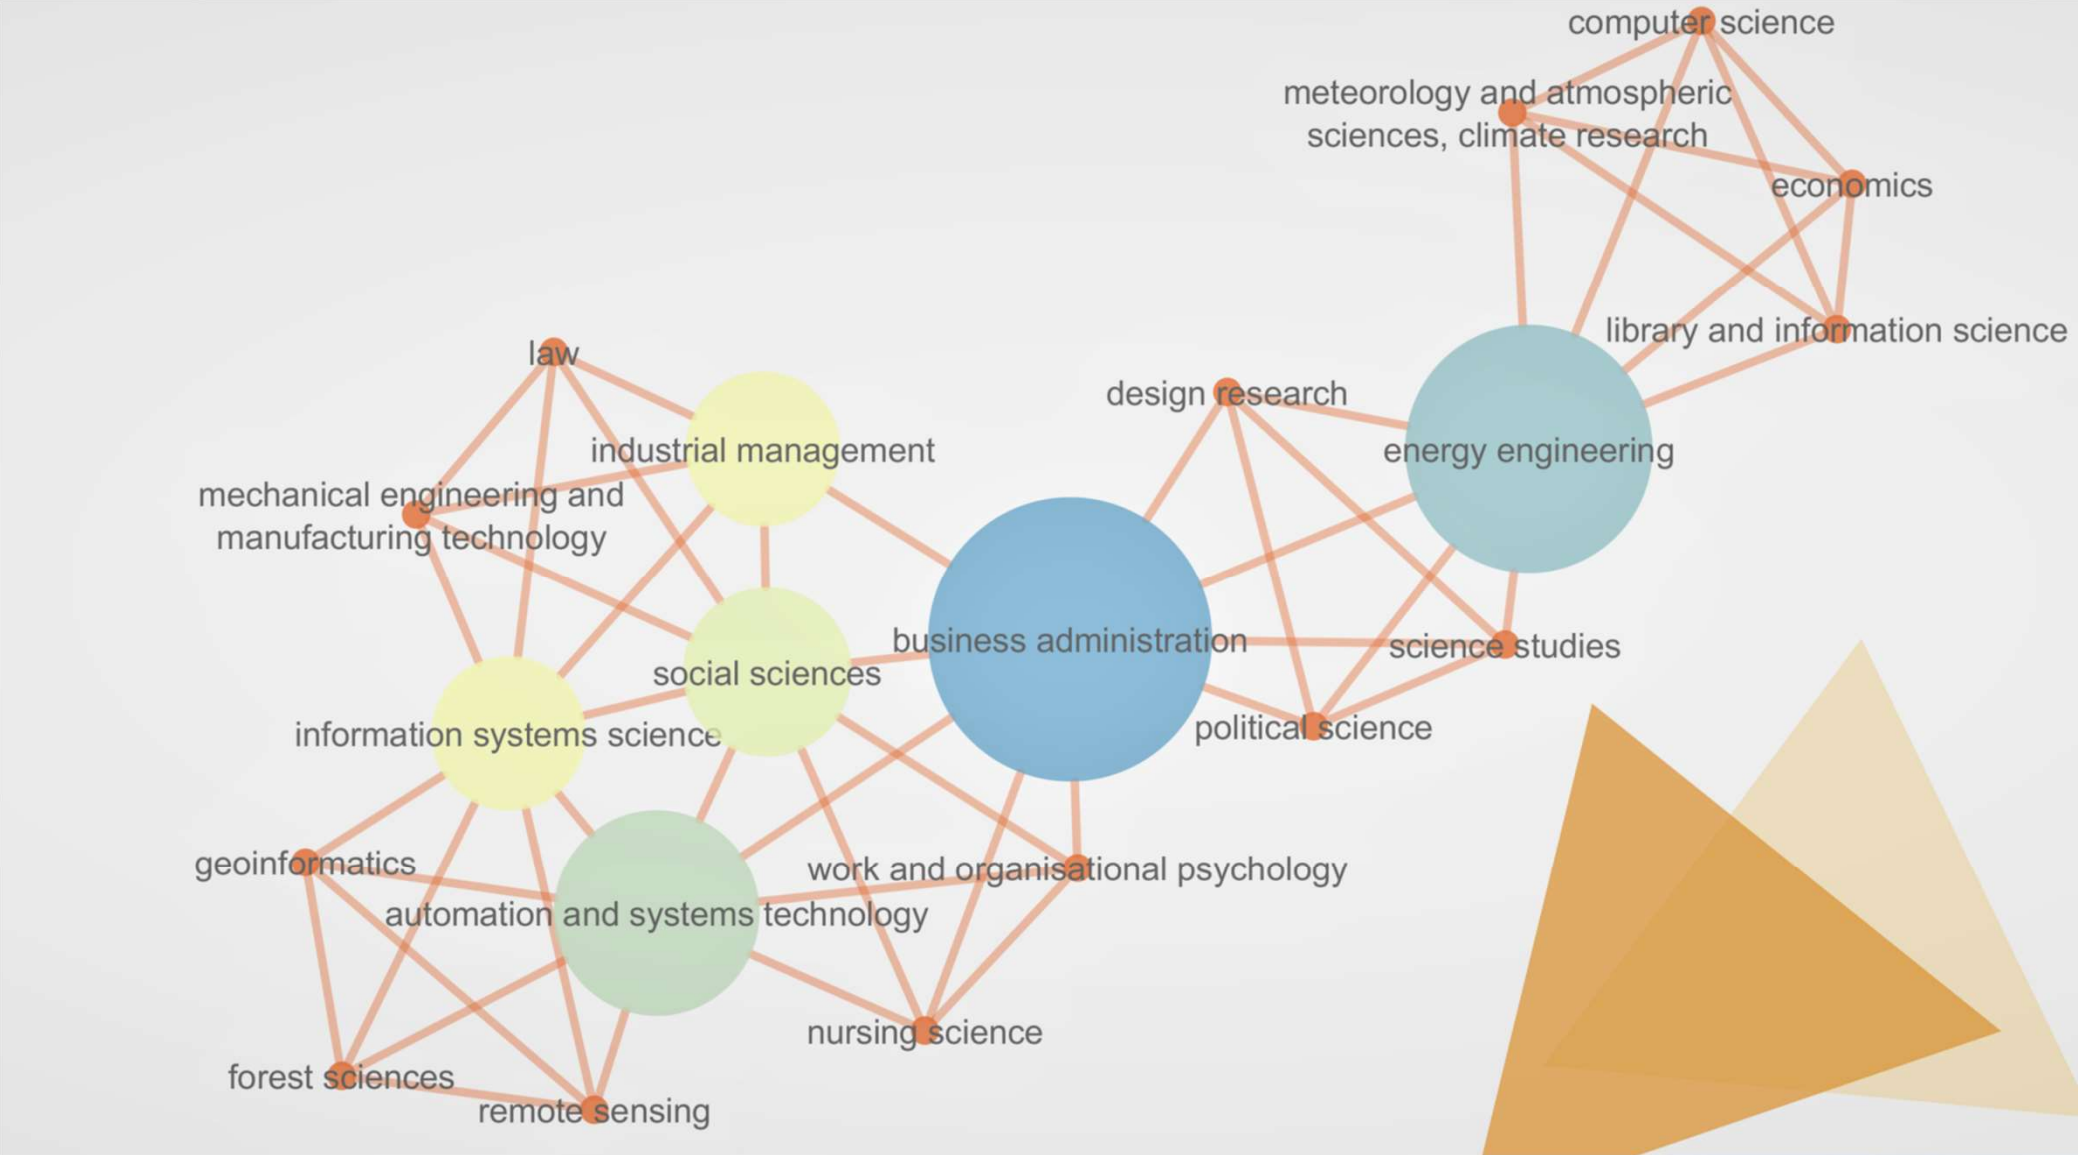 computer science
meteorology and atmospheric
sciences, climate research
economics
library and information science
law
design research
industrial management
energy engineering
mechanical engineering and
manufacturing technology
business administration
science studies
social sciences
information systems science
political science
geoinformatics
work and organisational psychology
automation and systems technology
nursing science
forest sciences
remote sensing